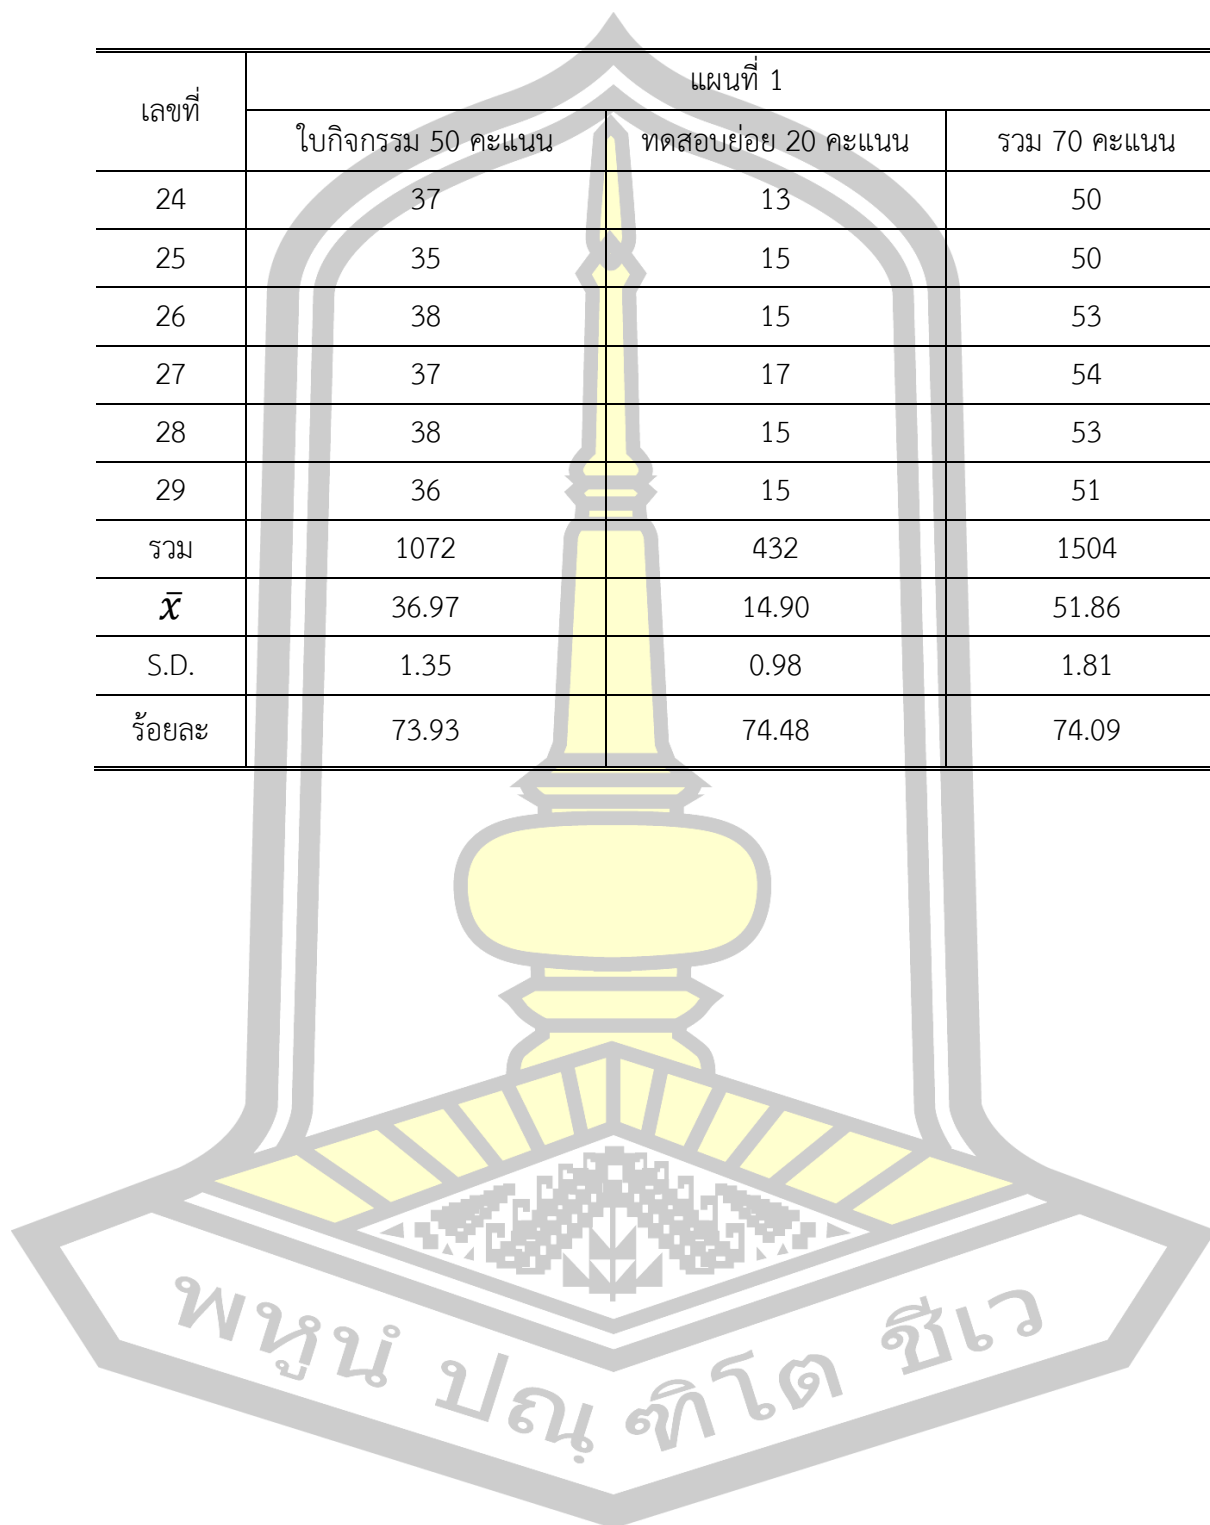 เลขที่ แผนที่ 1
ใบกิจกรรม 50 คะแนน ทดสอบย่อย 20 คะแนน รวม 70 คะแนน
24 37 13 50
25 35 15 50
26 38 15 53
27 37 17 54
28 38 15 53
29 36 15 51
รวม 1072 432 1504
x̄ 36.97 14.90 51.86
S.D. 1.35 0.98 1.81
ร้อยละ 73.93 74.48 74.09
พหูนํ ปณฺ ฑิโต ชีเว